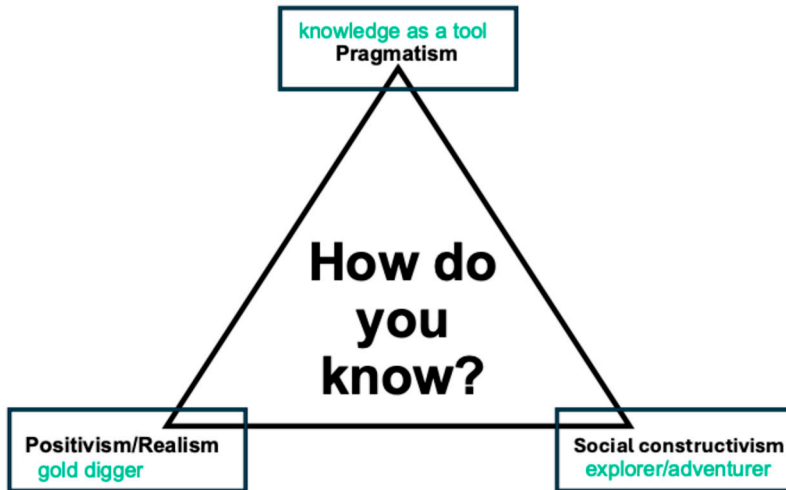 knowledge as a tool
Pragmatism
How do
you
know?
Positivism/Realism
gold digger
Social constructivism
explorer/adventurer